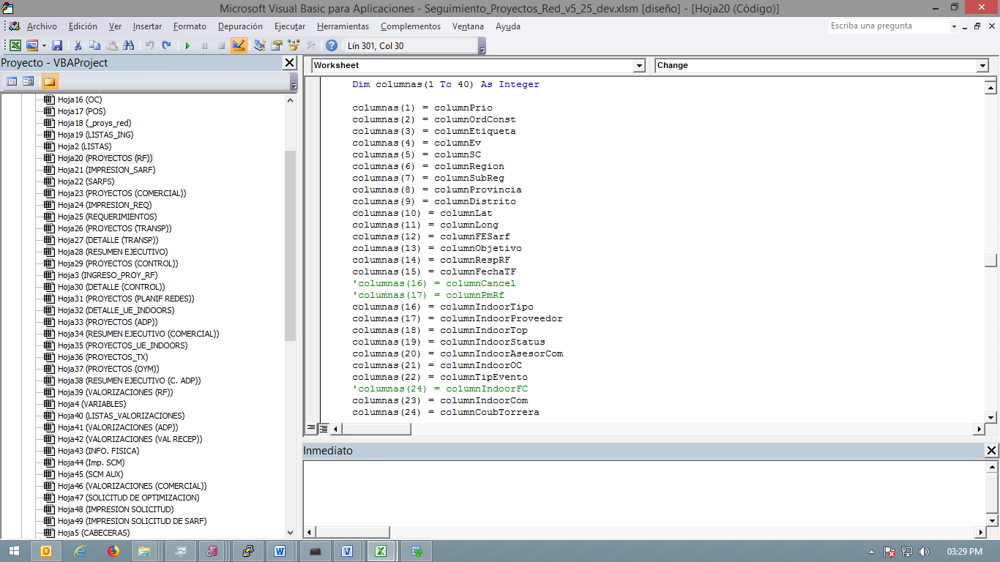 Microsoft Visual Basic para Aplicaciones - Seguimiento_Proyectos_Red_v5_25_dev.xlsm [diseño] - [Hoja20 (Código)]
Archivo Edición Ver Insertar Formato Depuración Ejecutar Herramientas Complementos Ventana Ayuda Escriba una pregunta
Lín 301, Col 30
Proyecto - VBAProject
Hoja16 (OC)
Hoja17 (POS)
Hoja18 (_proys_red)
Hoja19 (LISTAS_ING)
Hoja2 (LISTAS)
Hoja20 (PROYECTOS (RF))
Hoja21 (IMPRESION_SARF)
Hoja22 (SARFS)
Hoja23 (PROYECTOS (COMERCIAL))
Hoja24 (IMPRESION_REQ)
Hoja25 (REQUERIMIENTOS)
Hoja26 (PROYECTOS (TRANSP))
Hoja27 (DETALLE (TRANSP))
Hoja28 (RESUMEN EJECUTIVO)
Hoja29 (PROYECTOS (CONTROL))
Hoja3 (INGRESO_PROY_RF)
Hoja30 (DETALLE (CONTROL))
Hoja31 (PROYECTOS (PLANIF REDES))
Hoja32 (DETALLE_UE_INDOORS)
Hoja33 (PROYECTOS (ADP))
Hoja34 (RESUMEN EJECUTIVO (COMERCIAL))
Hoja35 (PROYECTOS_UE_INDOORS)
Hoja36 (PROYECTOS_TX)
Hoja37 (PROYECTOS (OYM))
Hoja38 (RESUMEN EJECUTIVO (C. ADP))
Hoja39 (VALORIZACIONES (RF))
Hoja4 (VARIABLES)
Hoja40 (LISTAS_VALORIZACIONES)
Hoja41 (VALORIZACIONES (ADP))
Hoja42 (VALORIZACIONES (VAL RECEP))
Hoja43 (INFO. FISICA)
Hoja44 (Imp. SCM)
Hoja45 (SCM AUX)
Hoja46 (VALORIZACIONES (COMERCIAL))
Hoja47 (SOLICITUD DE OPTIMIZACION)
Hoja48 (IMPRESION SOLICITUD)
Hoja49 (IMPRESION SOLICITUD DE SARF)
Hoja5 (CABECERAS)
Worksheet Change
Dim columnas(1 To 40) As Integer
columnas(1) = columnPrio
columnas(2) = columnOrdConst
columnas(3) = columnEtiqueta
columnas(4) = columnEv
columnas(5) = columnSC
columnas(6) = columnRegion
columnas(7) = columnSubReg
columnas(8) = columnProvincia
columnas(9) = columnDistrito
columnas(10) = columnLat
columnas(11) = columnLong
columnas(12) = columnFESarf
columnas(13) = columnObjetivo
columnas(14) = columnRespRF
columnas(15) = columnFechaTF
'columnas(16) = columnCancel
'columnas(17) = columnPmRf
columnas(16) = columnIndoorTipo
columnas(17) = columnIndoorProveedor
columnas(18) = columnIndoorTop
columnas(19) = columnIndoorStatus
columnas(20) = columnIndoorAsesorCom
columnas(21) = columnIndoorOC
columnas(22) = columnTipEvento
'columnas(24) = columnIndoorFC
columnas(23) = columnIndoorCom
columnas(24) = columnCoubTorrera
Inmediato
03:29 PM